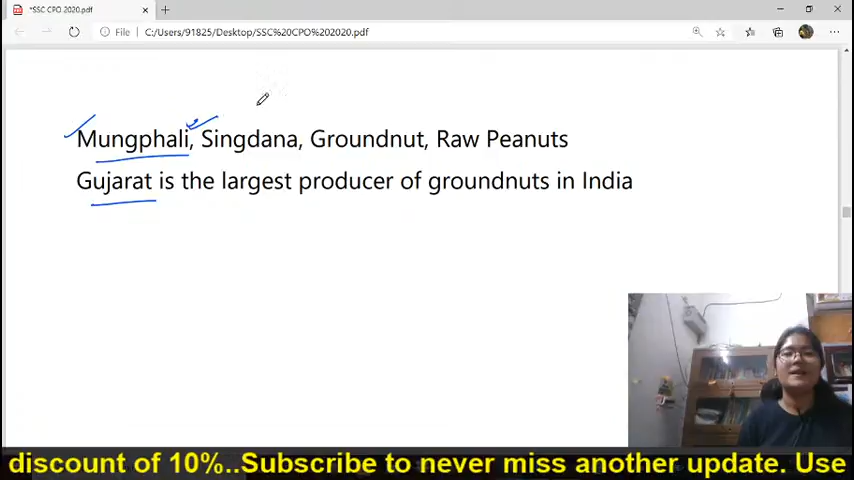 *SSC CPO 2020.pdf
File
C:/Users/91825/Desktop/SSC%20CPO%202020.pdf
Mungphali, Singdana, Groundnut, Raw Peanuts
Gujarat is the largest producer of groundnuts in India
discount of 10%..Subscribe to never miss another update. Use